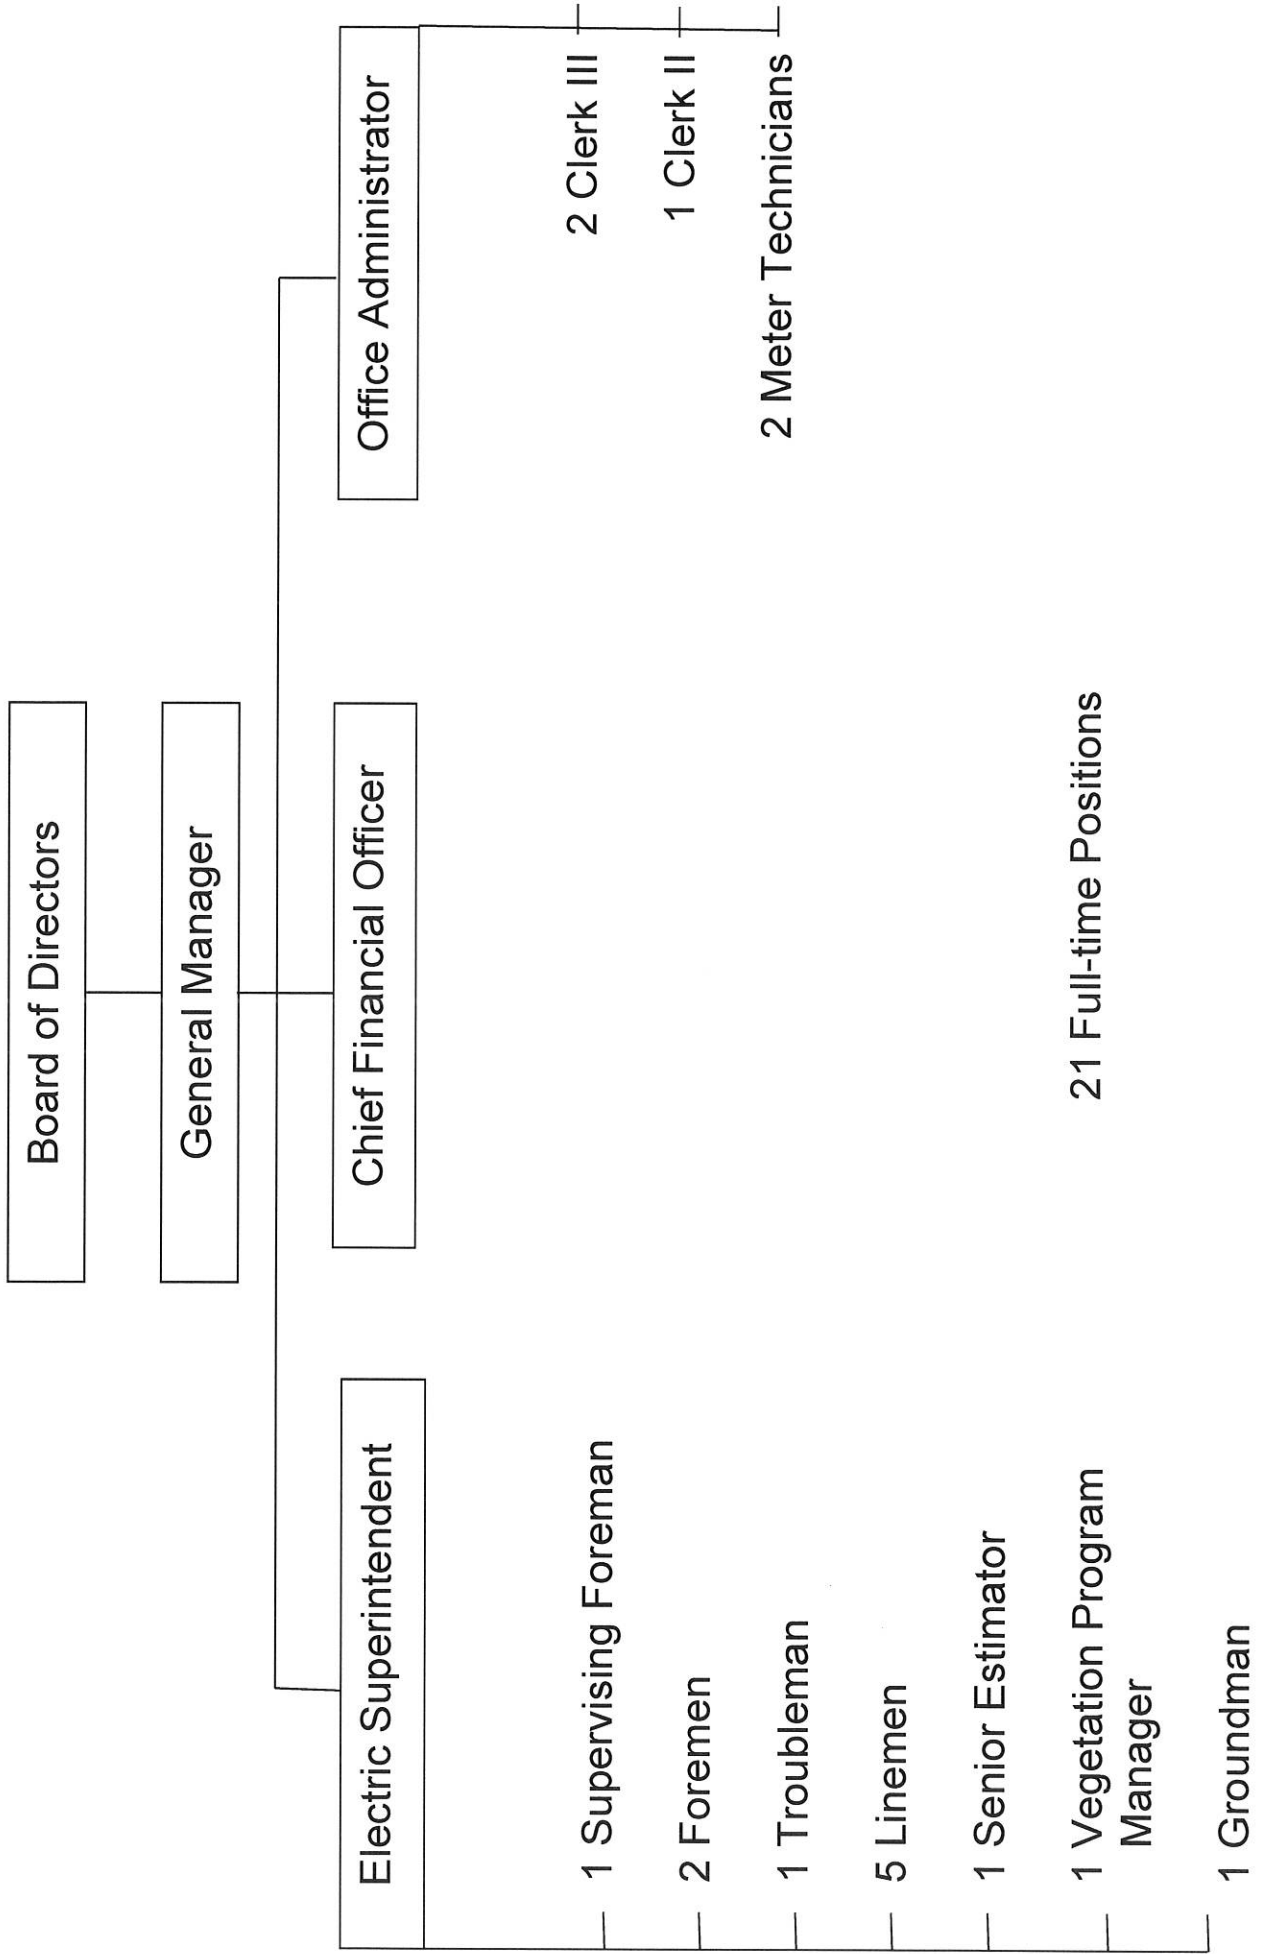 Board of Directors
General Manager
Electric Superintendent
Chief Financial Officer
Office Administrator
1 Supervising Foreman
2 Foremen
1 Troubleman
5 Linemen
1 Senior Estimator
1 Vegetation Program
Manager
1 Groundman
2 Clerk III
1 Clerk II
2 Meter Technicians
21 Full-time Positions